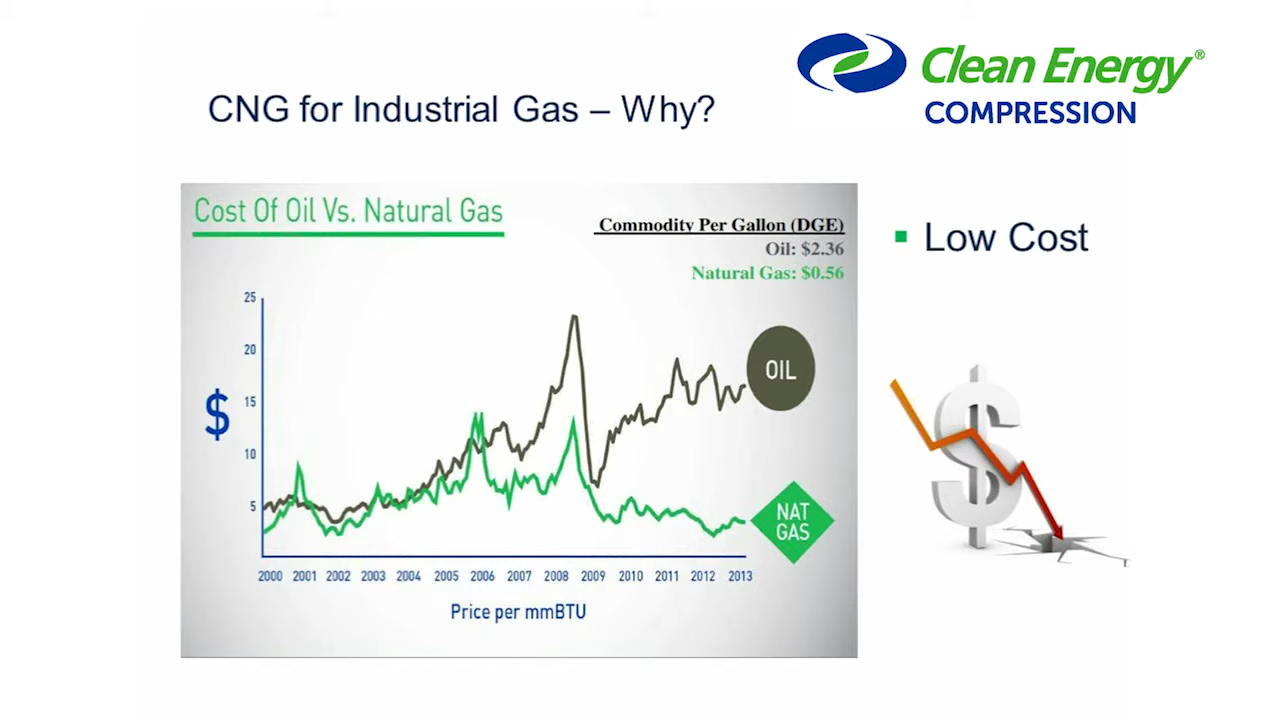 Clean Energy®
COMPRESSION
CNG for Industrial Gas – Why?
Cost Of Oil Vs. Natural Gas
Commodity Per Gallon (DGE)
Oil: $2.36
Natural Gas: $0.56
Low Cost
25
20
15
10
5
$
OIL
NAT
GAS
2000 2001 2002 2003 2004 2005 2006 2007 2008 2009 2010 2011 2012 2013
Price per mmBTU
$